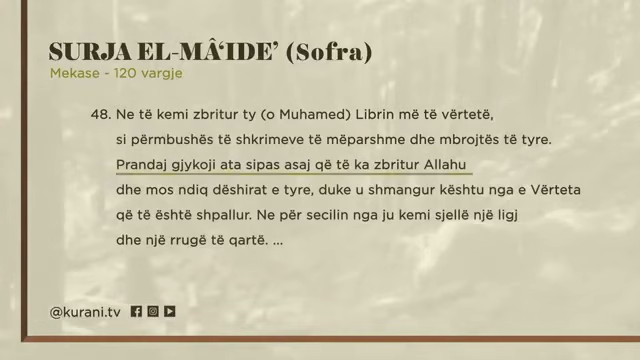 SURJA EL-MÂ‘IDE’ (Sofra)
Mekase - 120 vargje
48. Ne të kemi zbritur ty (o Muhamed) Librin më të vërtetë,
si përmbushës të shkrimeve të mëparshme dhe mbrojtës të tyre.
Prandaj gjykoji ata sipas asaj që të ka zbritur Allahu
dhe mos ndiq dëshirat e tyre, duke u shmangur kështu nga e Vërteta
që të është shpallur. Ne për secilin nga ju kemi sjellë një ligj
dhe një rrugë të qartë. ...
@kurani.tv